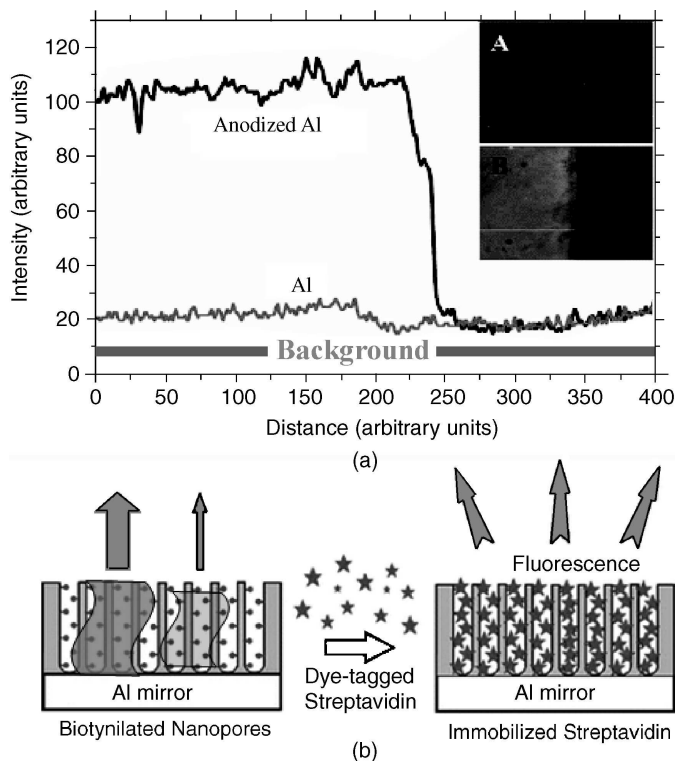 120
100
80
60
40
20
0
Intensity (arbitrary units)
Anodized Al
A
B
Al
Background
0 50 100 150 200 250 300 350 400
Distance (arbitrary units)
(a)
Fluorescence
Al mirror
Dye-tagged
Streptavidin
Al mirror
Biotynilated Nanopores
Immobilized Streptavidin
(b)